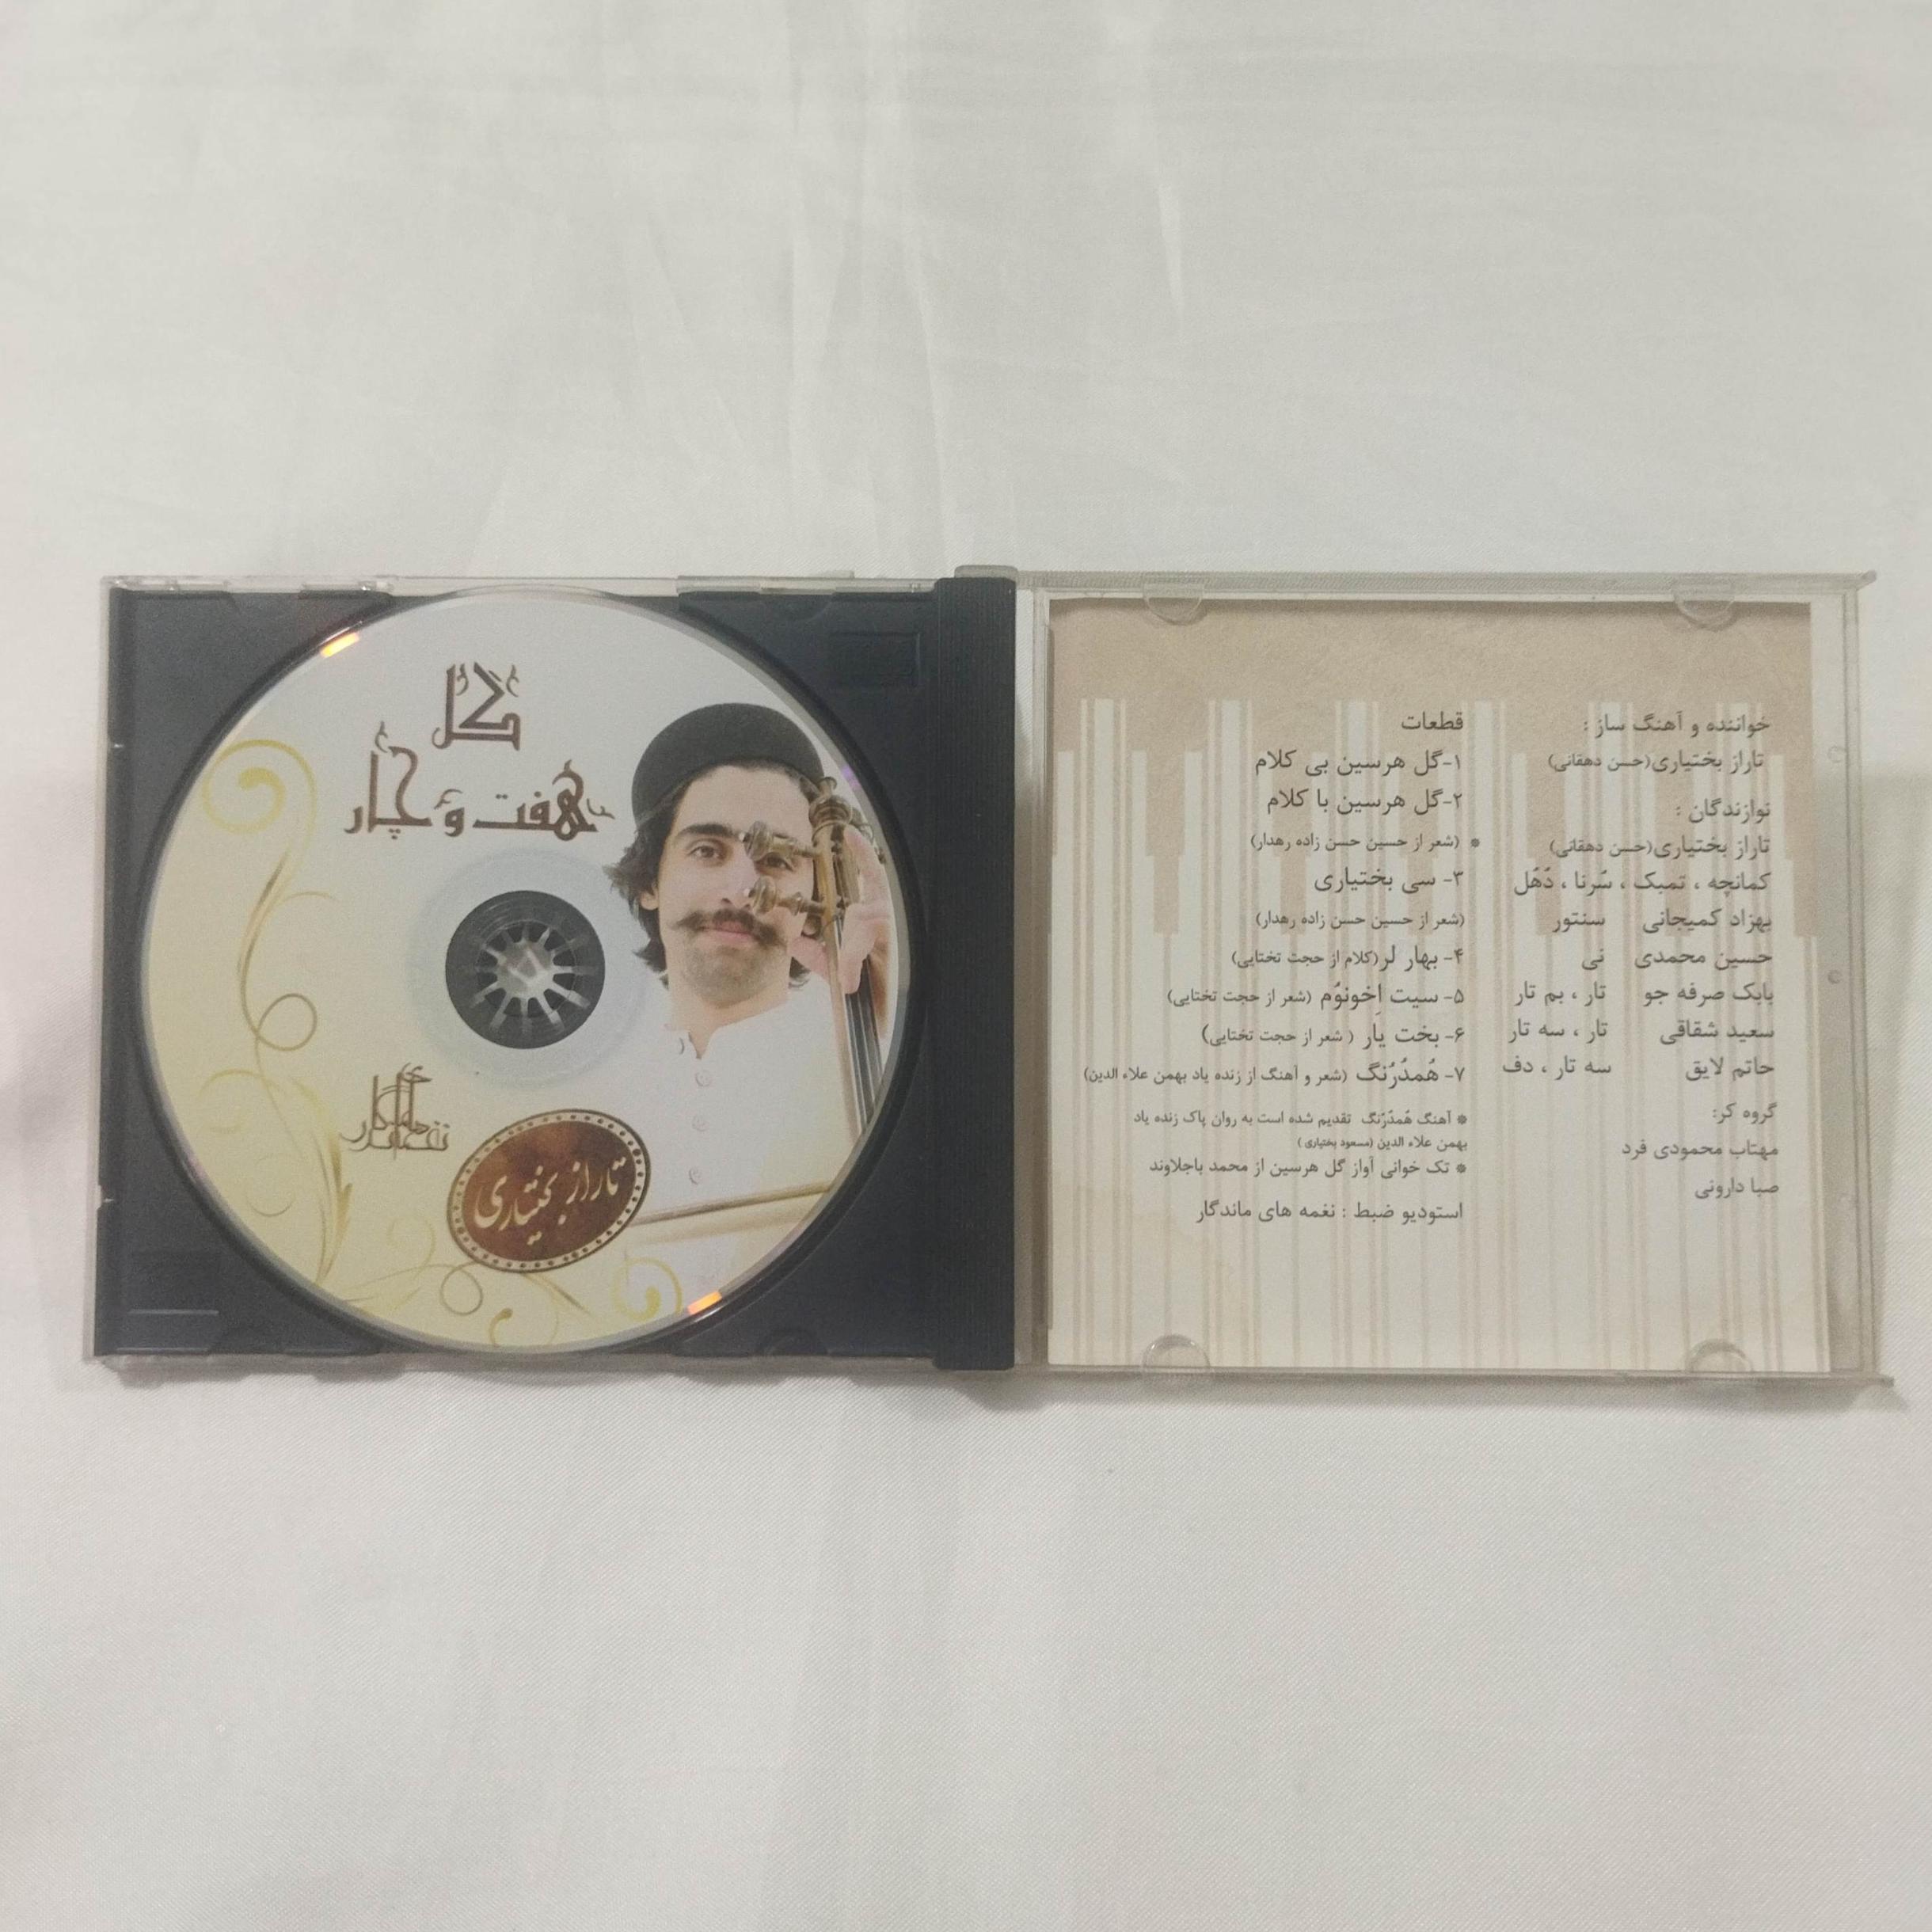 گل
هفت و چار
نغمه های ماندگار
تاراز بختیاری
خواننده و آهنگ ساز :
تاراز بختیاری(حسن دهقانی)
نوازندگان :
تاراز بختیاری(حسن دهقانی)
کمانچه ، تمبک ، سُرنا ، دُهُل
بهزاد کمیجانی سنتور
حسین محمدی نی
بابک صرفه جو تار ، بم تار
سعید شقاقی تار ، سه تار
حاتم لایق سه تار ، دف
گروه کر:
مهتاب محمودی فرد
صبا دارونی
قطعات
۱-گل هرسین بی کلام
۲-گل هرسین با کلام
* (شعر از حسین حسن زاده رهدار)
۳- سی بختیاری
(شعر از حسین حسن زاده رهدار)
۴- بهار لر(کلام از حجت تختایی)
۵- سیت اِخونوُم (شعر از حجت تختایی)
۶- بخت یار ( شعر از حجت تختایی)
۷- هُمدُرُنگ (شعر و آهنگ از زنده یاد بهمن علاء الدین)
* آهنگ هُمدُرُنگ تقدیم شده است به روان پاک زنده یاد
بهمن علاء الدین (مسعود بختیاری)
* تک خوانی آواز گل هرسین از محمد باجلاوند
استودیو ضبط : نغمه های ماندگار